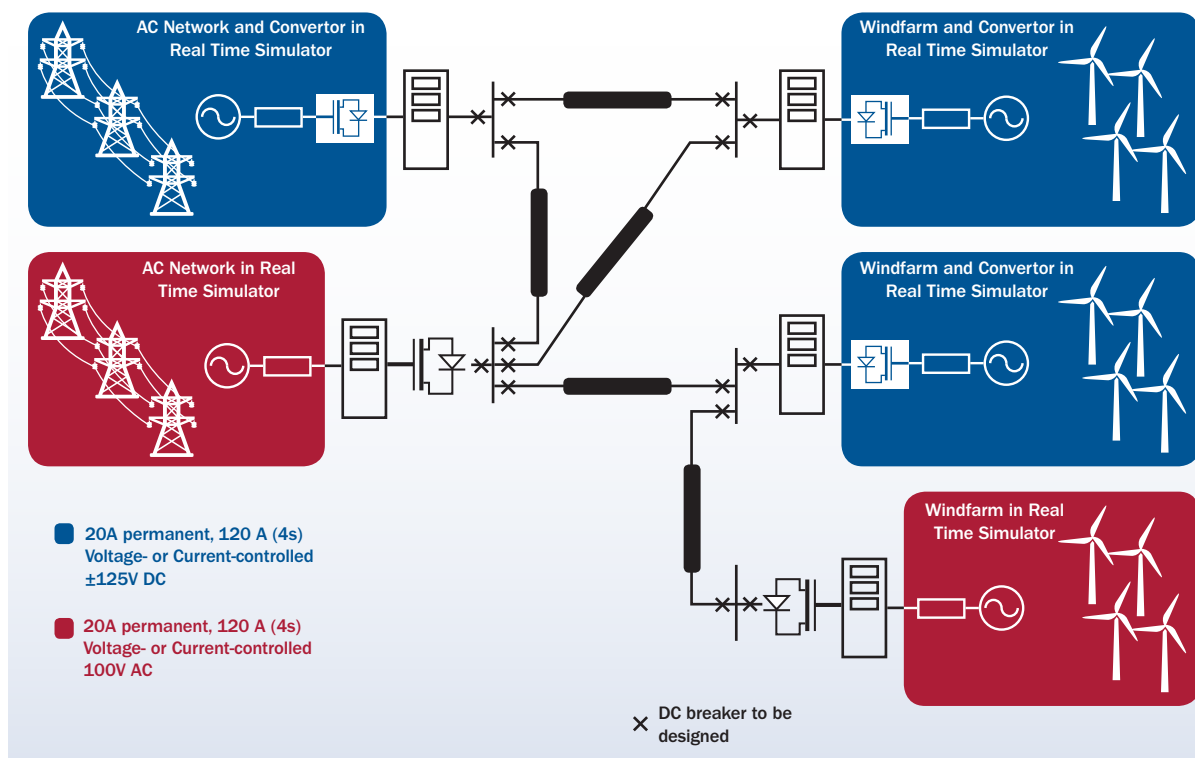 AC Network and Convertor in
Real Time Simulator
Windfarm and Convertor in
Real Time Simulator
AC Network in Real
Time Simulator
Windfarm and Convertor in
Real Time Simulator
Windfarm in Real
Time Simulator
20A permanent, 120 A (4s)
Voltage- or Current-controlled
±125V DC
20A permanent, 120 A (4s)
Voltage- or Current-controlled
100V AC
DC breaker to be
designed